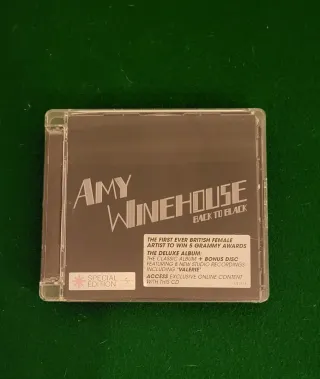 AMY
WINEHOUSE
BACK TO BLACK
THE FIRST EVER BRITISH FEMALE
ARTIST TO WIN 5 GRAMMY AWARDS
THE DELUXE ALBUM:
THE CLASSIC ALBUM + BONUS DISC
FEATURING 8 NEW STUDIO RECORDINGS
INCLUDING "VALERIE"
ACCESS EXCLUSIVE ONLINE CONTENT
WITH THIS CD
SPECIAL
EDITION